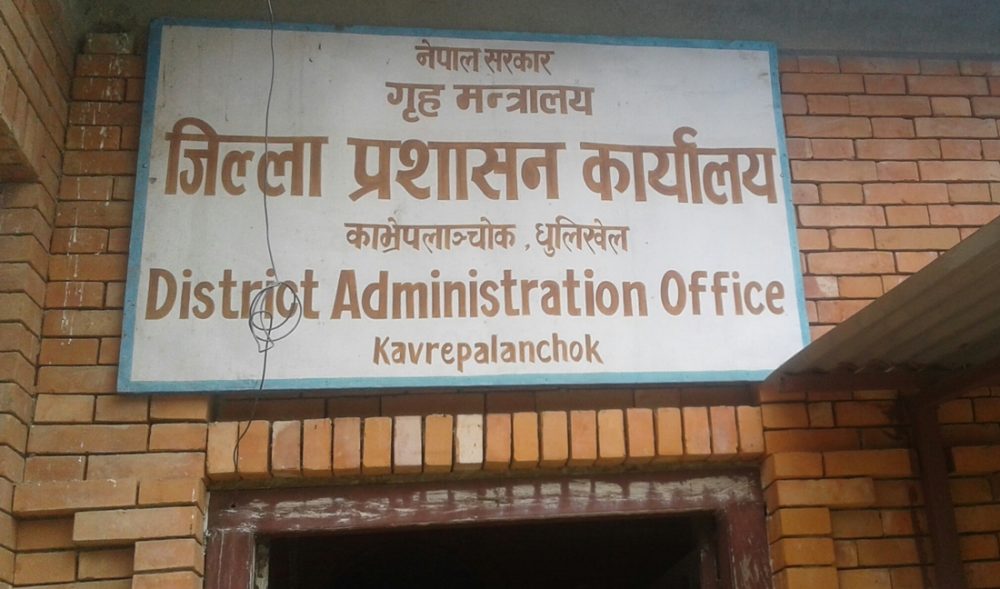 नेपाल सरकार
गृह मन्त्रालय
जिल्ला प्रशासन कार्यालय
काभ्रेपलाञ्चोक , धुलिखेल
District Administration Office
Kavrepalanchok